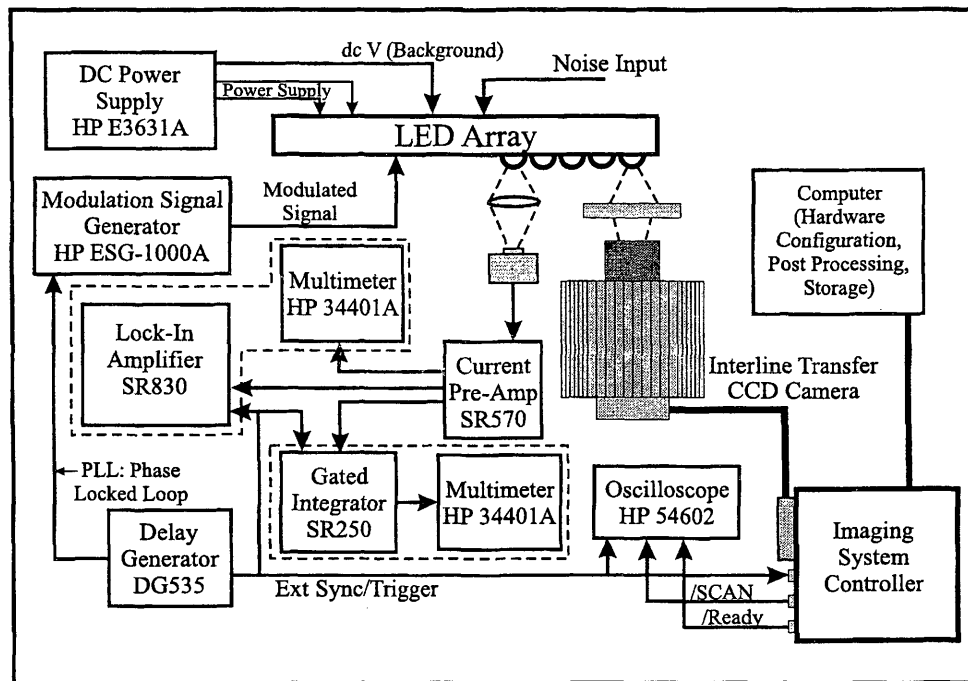 dc V (Background)
Noise Input
DC Power
Supply
HP E3631A
Power Supply
LED Array
Modulation Signal
Generator
HP ESG-1000A
Modulated
Signal
Computer
(Hardware
Configuration,
Post Processing,
Storage)
Multimeter
HP 34401A
Lock-In
Amplifier
SR830
Current
Pre-Amp
SR570
Interline Transfer
CCD Camera
PLL: Phase
Locked Loop
Gated
Integrator
SR250
Multimeter
HP 34401A
Oscilloscope
HP 54602
Imaging
System
Controller
Delay
Generator
DG535
Ext Sync/Trigger
/SCAN
/Ready